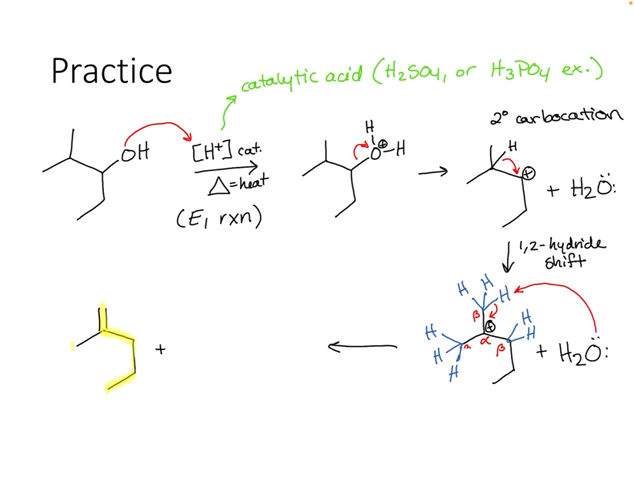 Practice
catalytic acid (H2SO4, or H3PO4 ex.)
2° carbocation
OH
[H+] cat.
△=heat
(E1 rxn)
H
O ⊕ H
H
⊕
+ H2O:
1,2-hydride
shift
H H H
β
⊕
H α H
H β H
H
+ H2O:
+